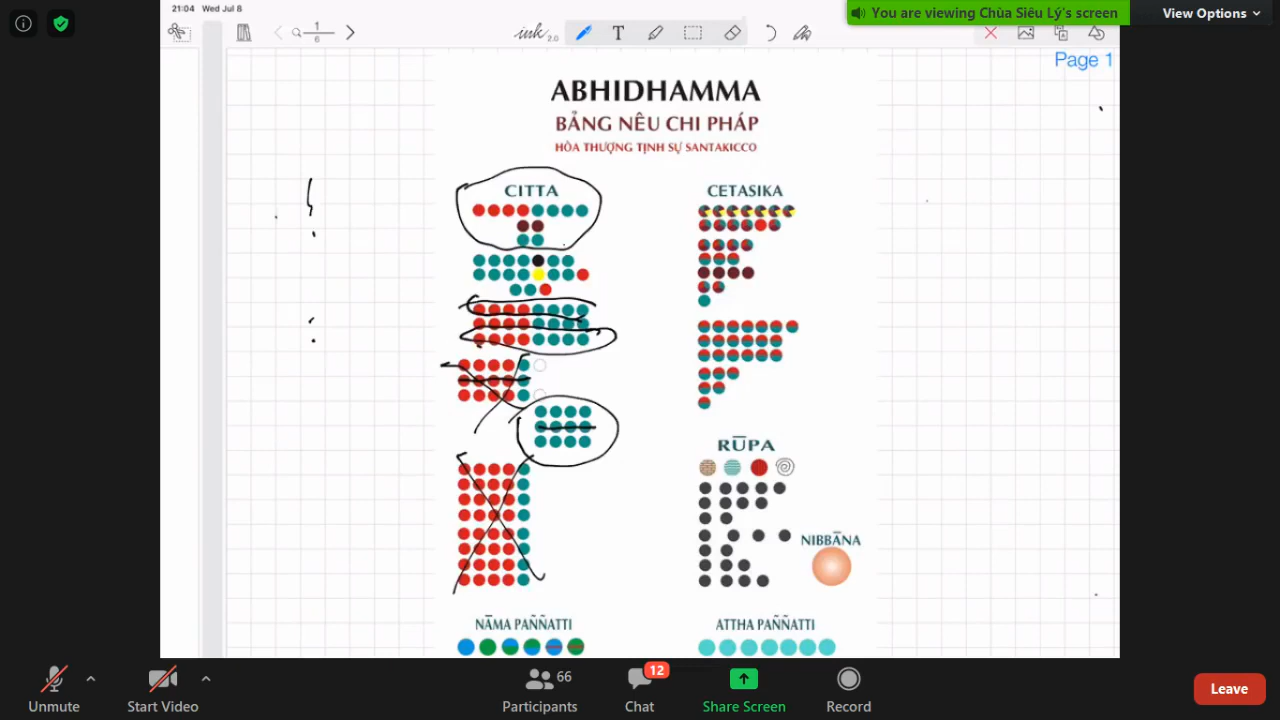 21:04 Wed Jul 8
You are viewing Chùa Siêu Lý's screen
View Options
1
6
ink 2.0
T
Page 1
ABHIDHAMMA
BẢNG NÊU CHI PHÁP
HÒA THƯỢNG TỊNH SỰ SANTAKICCO
CITTA
CETASIKA
RŪPA
NIBBĀNA
NĀMA PAÑÑATTI
ATTHA PAÑÑATTI
66
12
Unmute
Start Video
Participants
Chat
Share Screen
Record
Leave